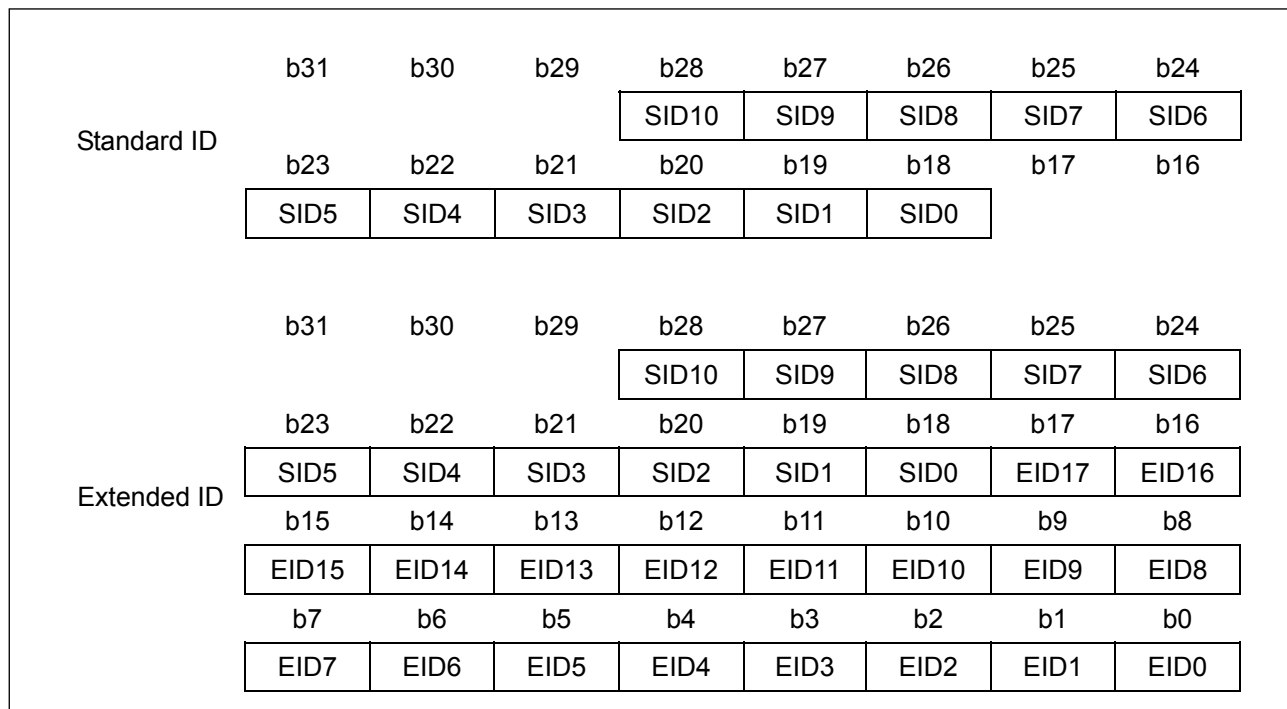 b31 b30 b29 b28 b27 b26 b25 b24
SID10 SID9 SID8 SID7 SID6
Standard ID
b23 b22 b21 b20 b19 b18 b17 b16
SID5 SID4 SID3 SID2 SID1 SID0
b31 b30 b29 b28 b27 b26 b25 b24
SID10 SID9 SID8 SID7 SID6
b23 b22 b21 b20 b19 b18 b17 b16
SID5 SID4 SID3 SID2 SID1 SID0 EID17 EID16
Extended ID
b15 b14 b13 b12 b11 b10 b9 b8
EID15 EID14 EID13 EID12 EID11 EID10 EID9 EID8
b7 b6 b5 b4 b3 b2 b1 b0
EID7 EID6 EID5 EID4 EID3 EID2 EID1 EID0